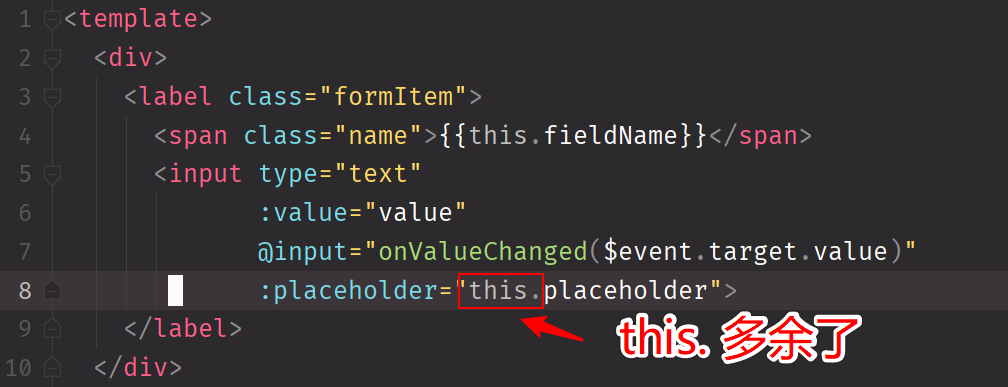 1 <template>
2   <div>
3     <label class="formItem">
4       <span class="name">{{this.fieldName}}</span>
5       <input type="text"
6              :value="value"
7              @input="onValueChanged($event.target.value)"
8              :placeholder="this.placeholder">
this. 多余了
9     </label>
10   </div>